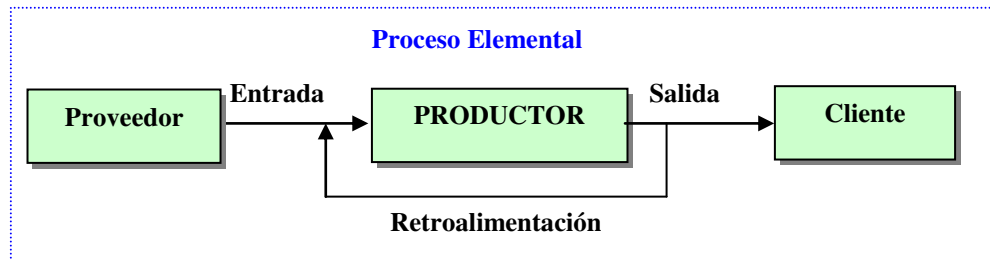 Proceso Elemental
Entrada
Salida
Proveedor
PRODUCTOR
Cliente
Retroalimentación